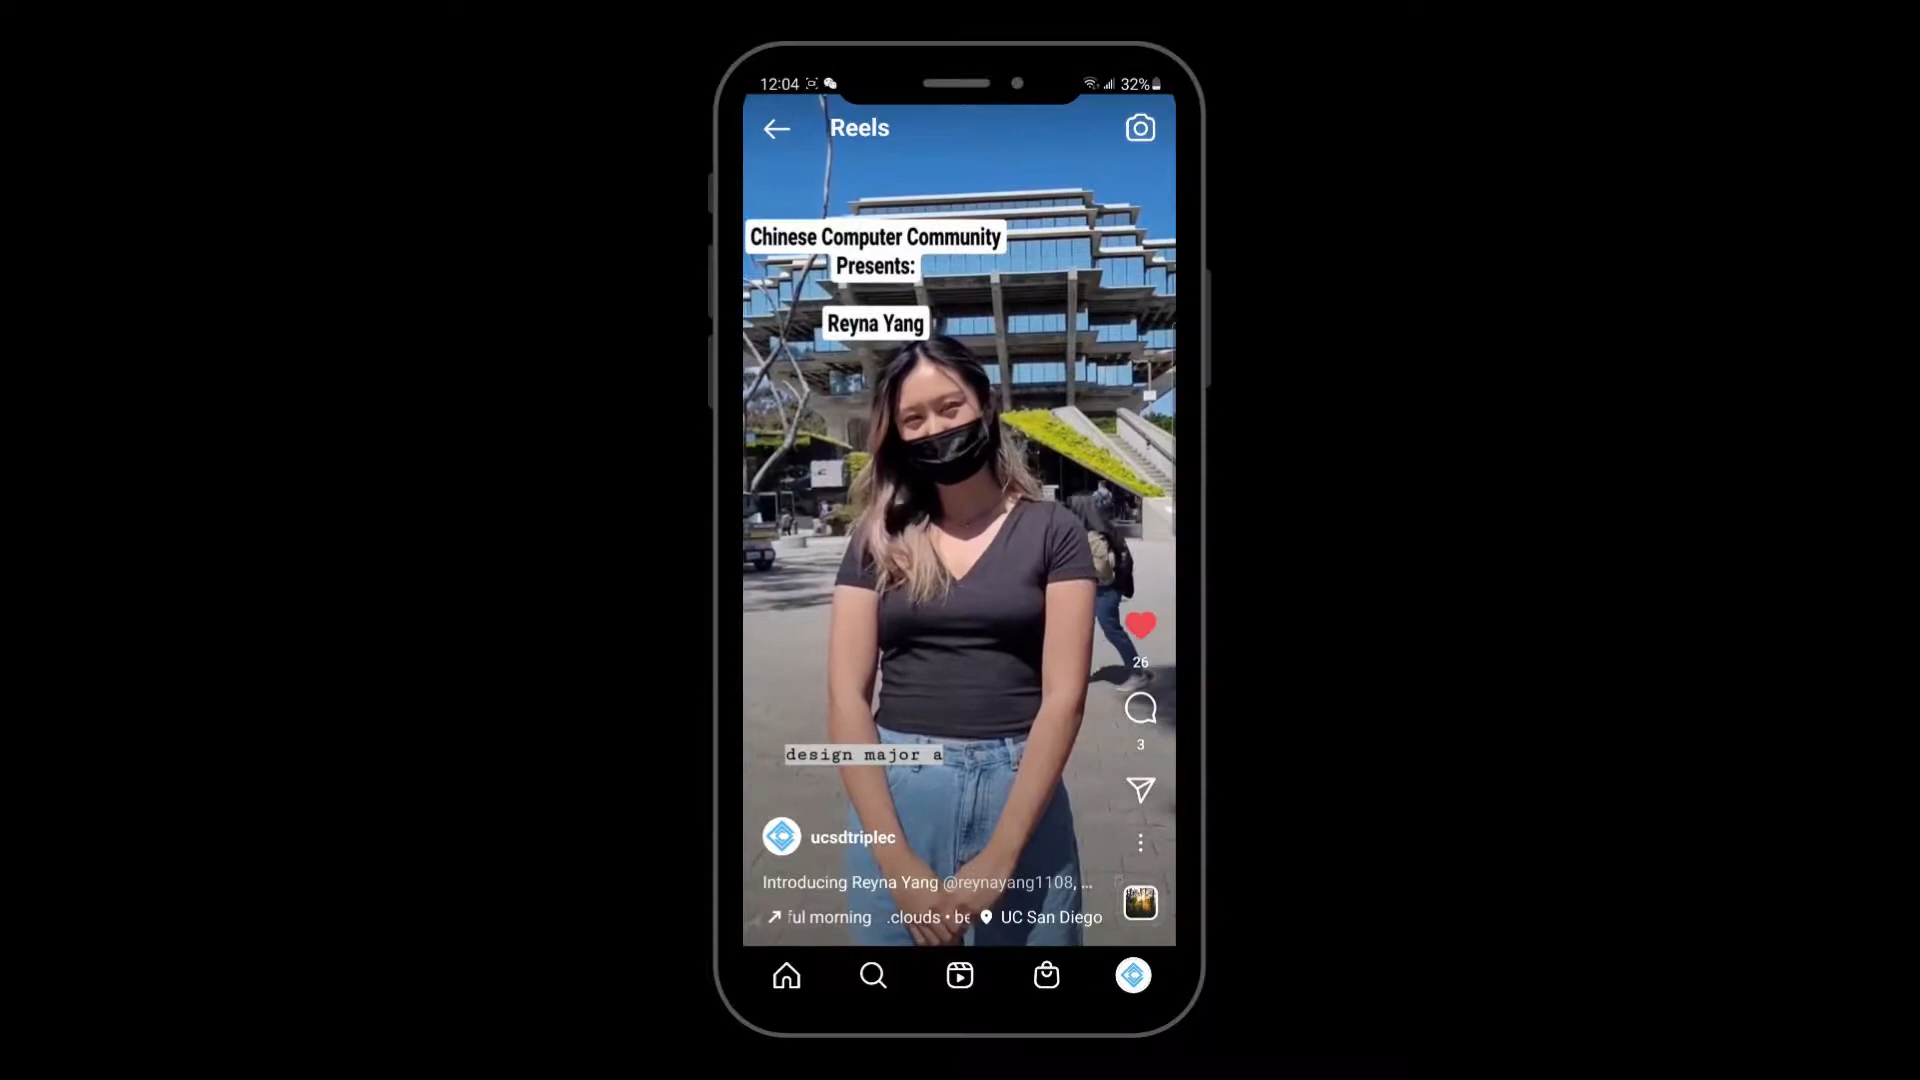 12:04
32%
Reels
Chinese Computer Community
Presents:
Reyna Yang
26
3
design major a
ucsdtriplec
Introducing Reyna Yang @reynayang1108, ...
ful morning .clouds • be UC San Diego